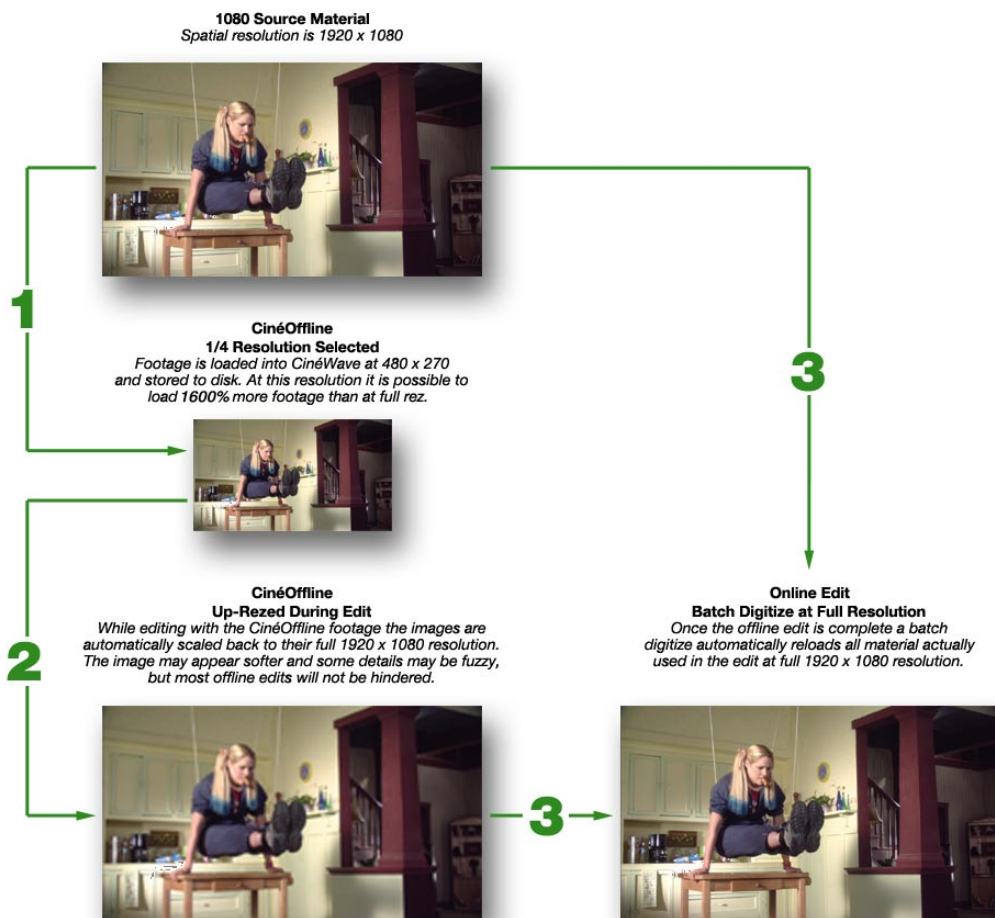 1080 Source Material
Spatial resolution is 1920 x 1080
1
CinéOffline
1/4 Resolution Selected
Footage is loaded into CinéWave at 480 x 270
and stored to disk. At this resolution it is possible to
load 1600% more footage than at full rez.
3
2
CinéOffline
Up-Rezed During Edit
While editing with the CinéOffline footage the images are
automatically scaled back to their full 1920 x 1080 resolution.
The image may appear softer and some details may be fuzzy,
but most offline edits will not be hindered.
Online Edit
Batch Digitize at Full Resolution
Once the offline edit is complete a batch
digitize automatically reloads all material actually
used in the edit at full 1920 x 1080 resolution.
3